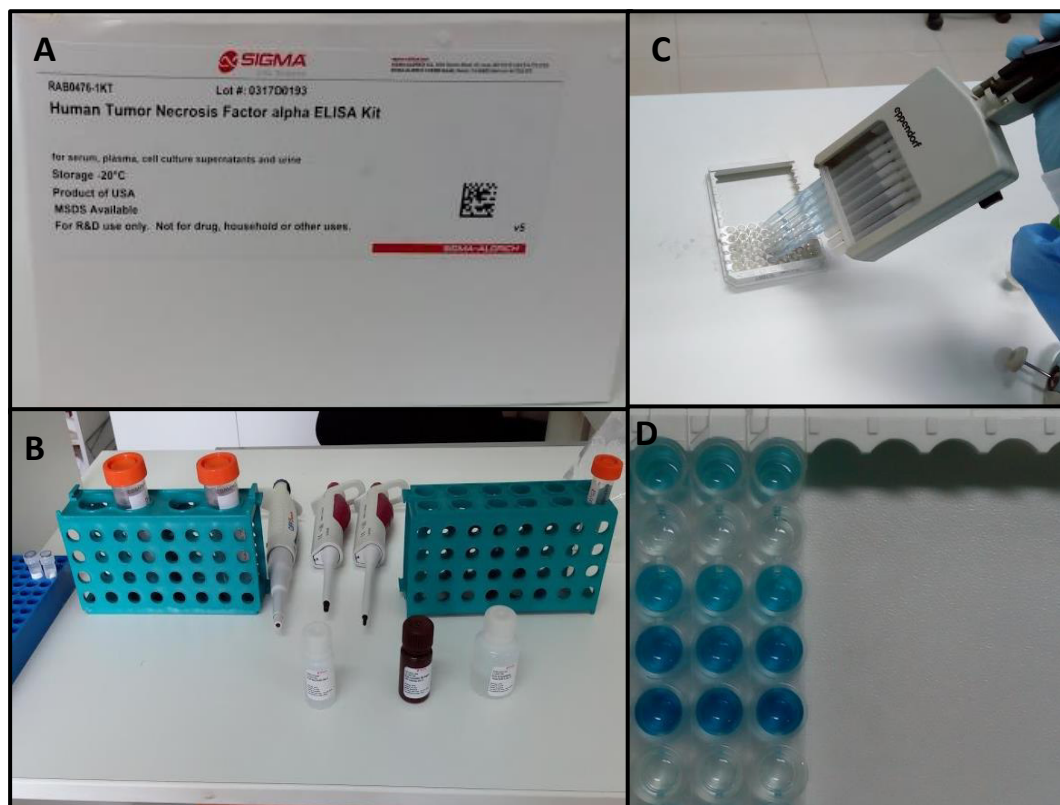 A
SIGMA
RAB0476-1KT
Lot #: 0317D0193
Human Tumor Necrosis Factor alpha ELISA Kit
for serum, plasma, cell culture supernatants and urine
Storage -20°C
Product of USA
MSDS Available
For R&D use only. Not for drug, household or other uses.
v5
SIGMA-ALDRICH
C
eppendorf
B
D